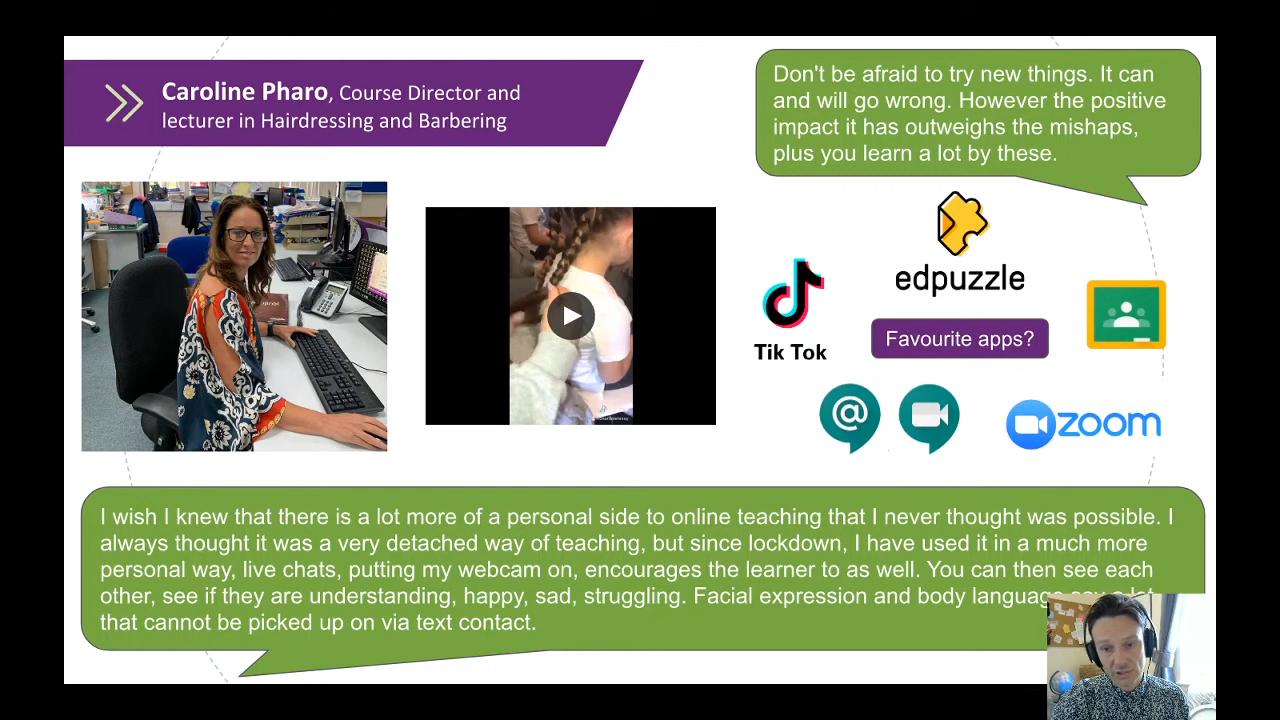 Caroline Pharo, Course Director and
lecturer in Hairdressing and Barbering
Don't be afraid to try new things. It can
and will go wrong. However the positive
impact it has outweighs the mishaps,
plus you learn a lot by these.
edpuzzle
Tik Tok
Favourite apps?
zoom
I wish I knew that there is a lot more of a personal side to online teaching that I never thought was possible. I
always thought it was a very detached way of teaching, but since lockdown, I have used it in a much more
personal way, live chats, putting my webcam on, encourages the learner to as well. You can then see each
other, see if they are understanding, happy, sad, struggling. Facial expression and body language
that cannot be picked up on via text contact.